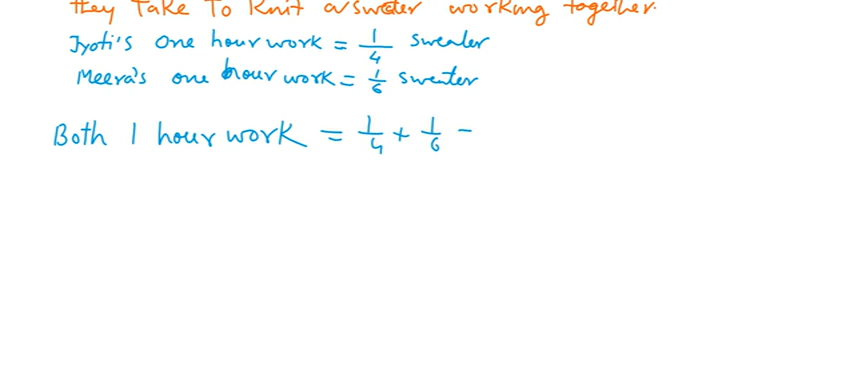 they Take To Knit a sweater working together.
Jyoti's One hour work = 1/4 sweater
Meera's one hour work = 1/6 sweater
Both 1 hour work = 1/4 + 1/6 =